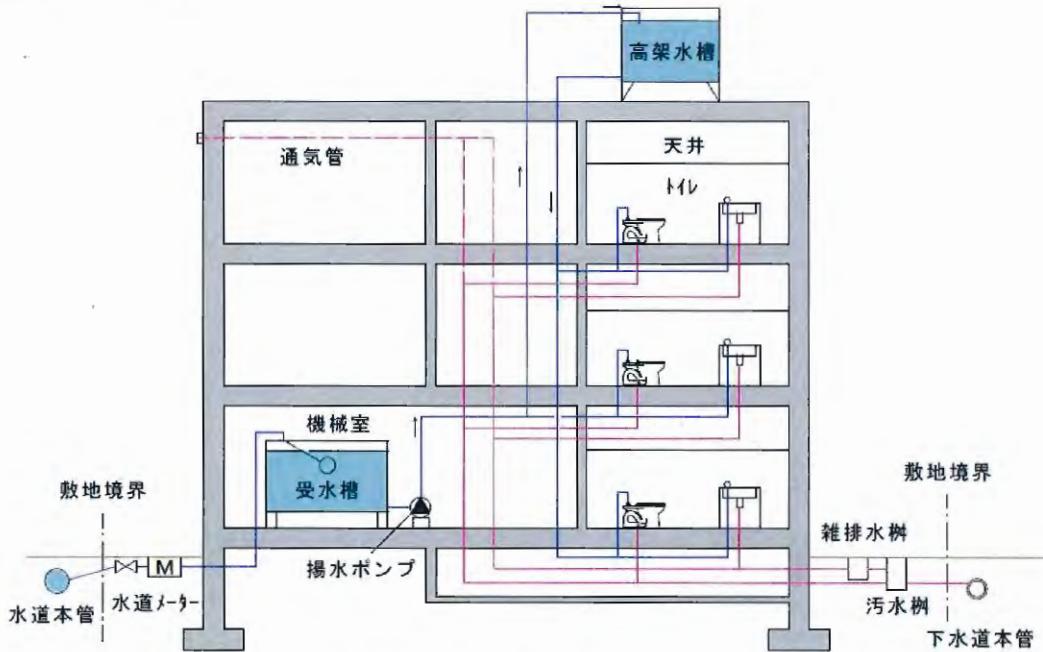 高架水槽
通気管
天井
トイレ
機械室
受水槽
敷地境界
敷地境界
雑排水桝
揚水ポンプ
M
水道本管
水道メーター
汚水桝
下水道本管